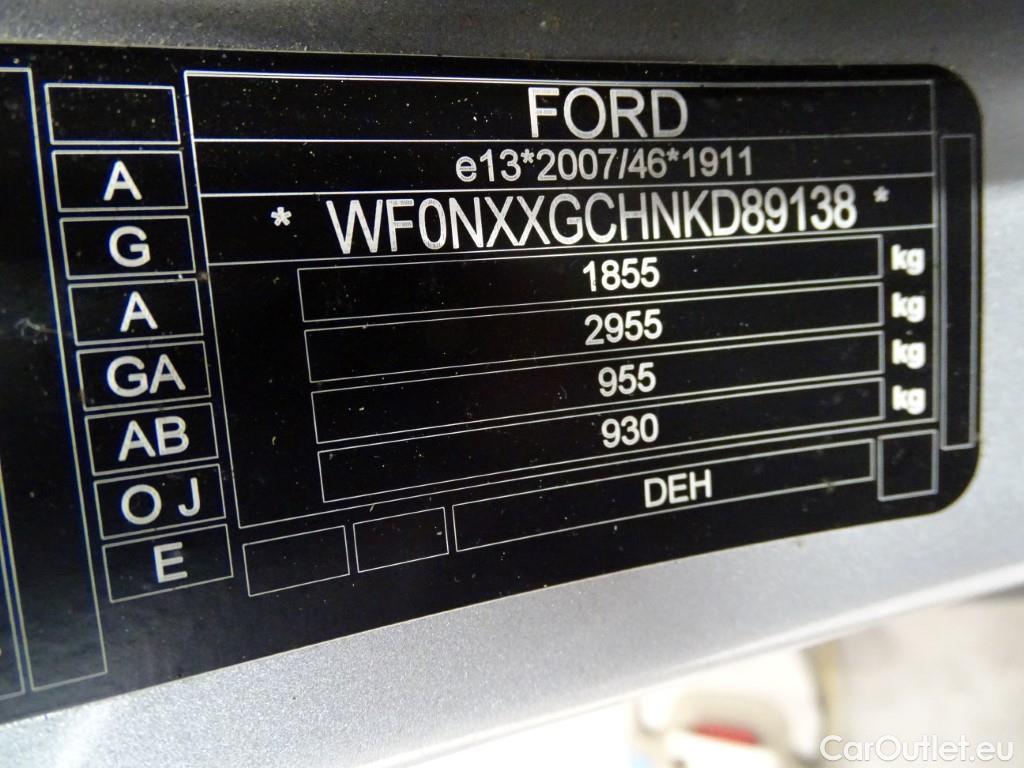 FORD
e13*2007/46*1911
* WF0NXXGCHNKD89138 *
1855 kg
2955 kg
955 kg
930 kg
DEH
A
G
A
GA
AB
O J
E
CarOutlet.eu